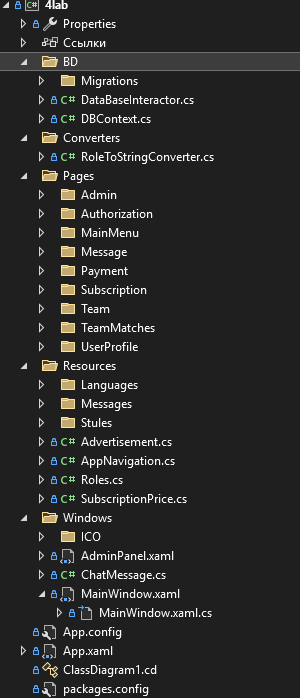 C# 4lab
Properties
Ссылки
BD
Migrations
C# DataBaseInteractor.cs
C# DBContext.cs
Converters
C# RoleToStringConverter.cs
Pages
Admin
Authorization
MainMenu
Message
Payment
Subscription
Team
TeamMatches
UserProfile
Resources
Languages
Messages
Stules
C# Advertisement.cs
C# AppNavigation.cs
C# Roles.cs
C# SubscriptionPrice.cs
Windows
ICO
AdminPanel.xaml
C# ChatMessage.cs
MainWindow.xaml
MainWindow.xaml.cs
App.config
App.xaml
ClassDiagram1.cd
packages.config